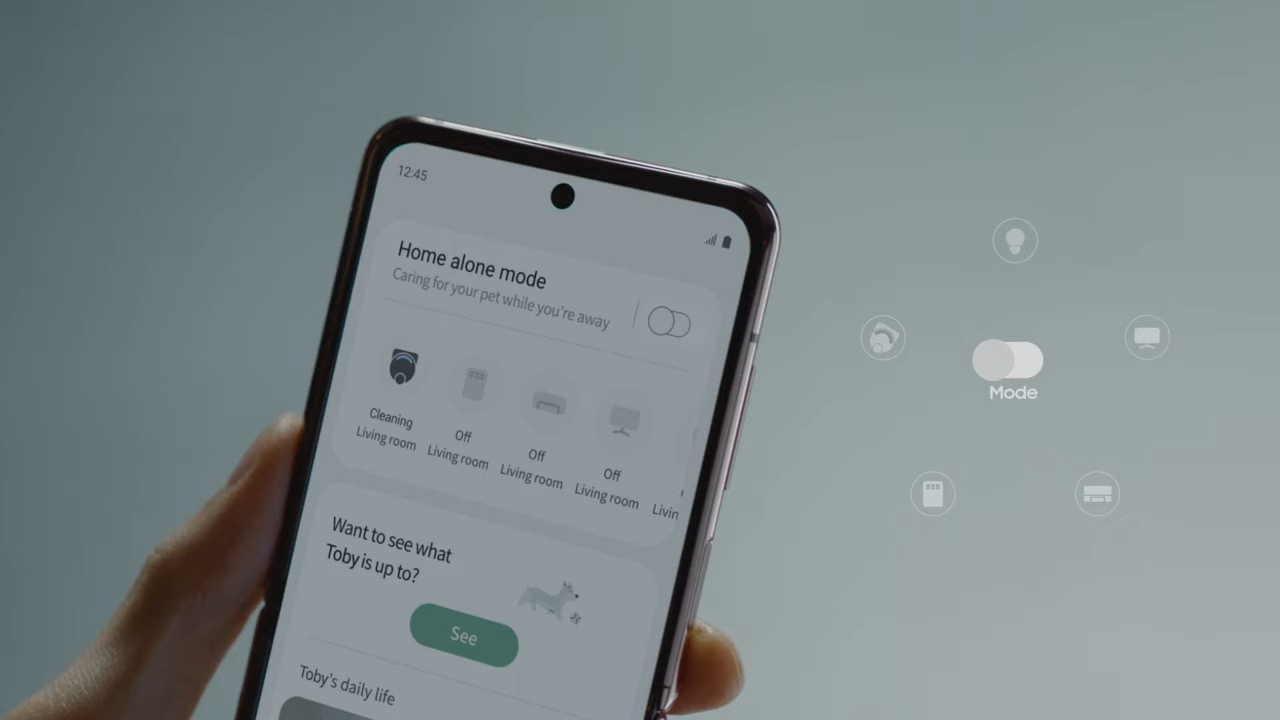 12:45
Home alone mode
Caring for your pet while you're away
Cleaning
Living room
Off
Living room
Off
Living room
Off
Living room
Livin
Want to see what
Toby is up to?
See
Toby's daily life
Mode